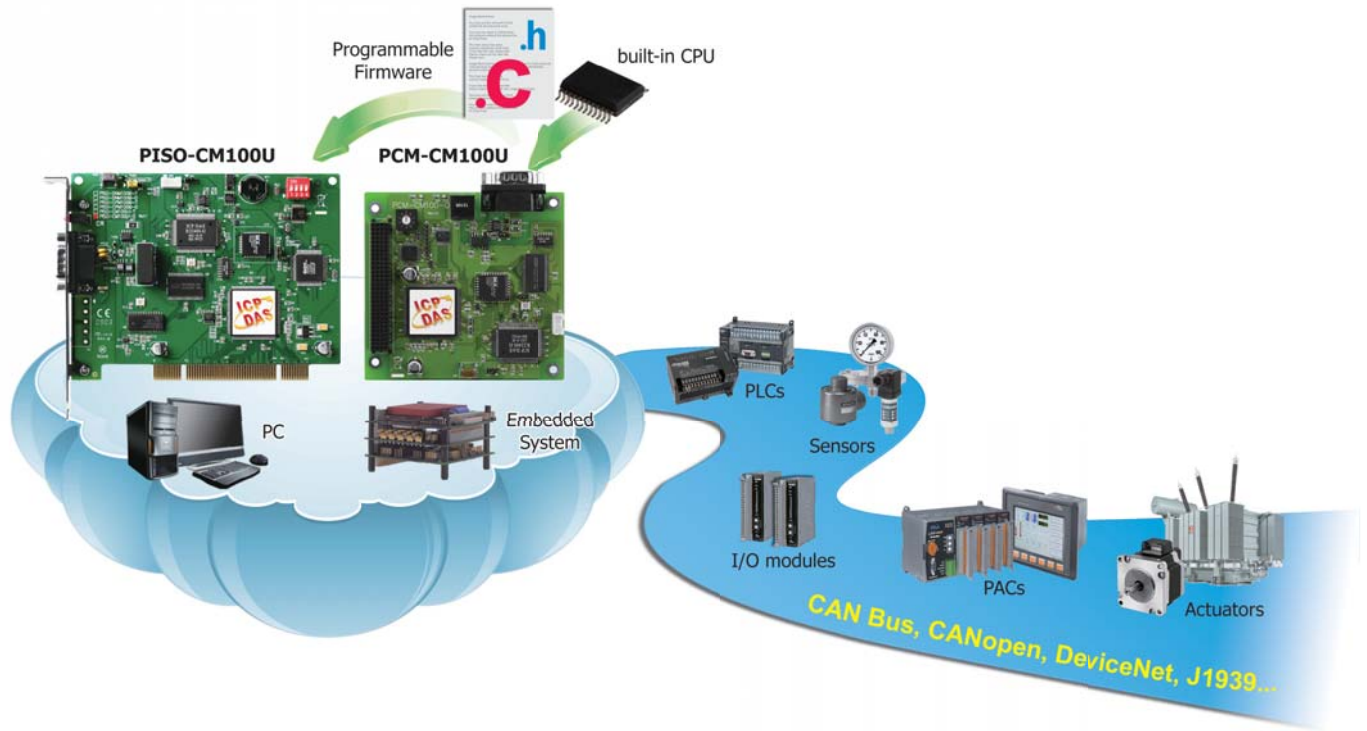 Programmable
Firmware
.h
.c
built-in CPU
PISO-CM100U
PCM-CM100U
ICP
DAS
ICP
DAS
PC
Embedded
System
PLCs
Sensors
I/O modules
PACs
Actuators
CAN Bus, CANopen, DeviceNet, J1939...